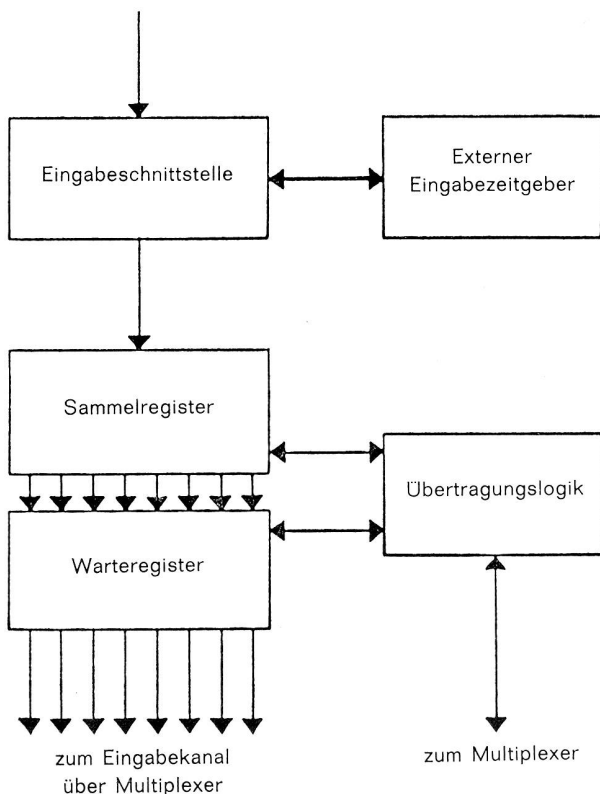 Eingabeschnittstelle
Externer
Eingabezeitgeber
Sammelregister
Übertragungslogik
Warteregister
zum Eingabekanal
über Multiplexer
zum Multiplexer